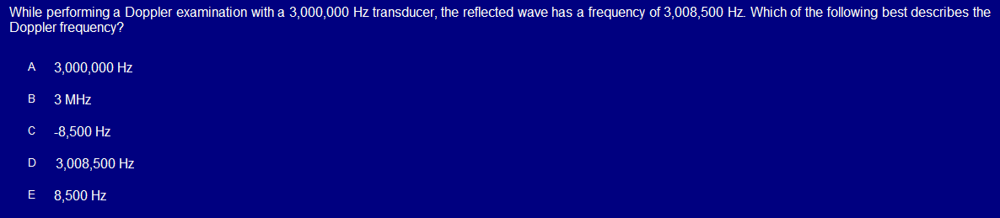 While performing a Doppler examination with a 3,000,000 Hz transducer, the reflected wave has a frequency of 3,008,500 Hz. Which of the following best describes the
Doppler frequency?
A 3,000,000 Hz
B 3 MHz
C -8,500 Hz
D 3,008,500 Hz
E 8,500 Hz